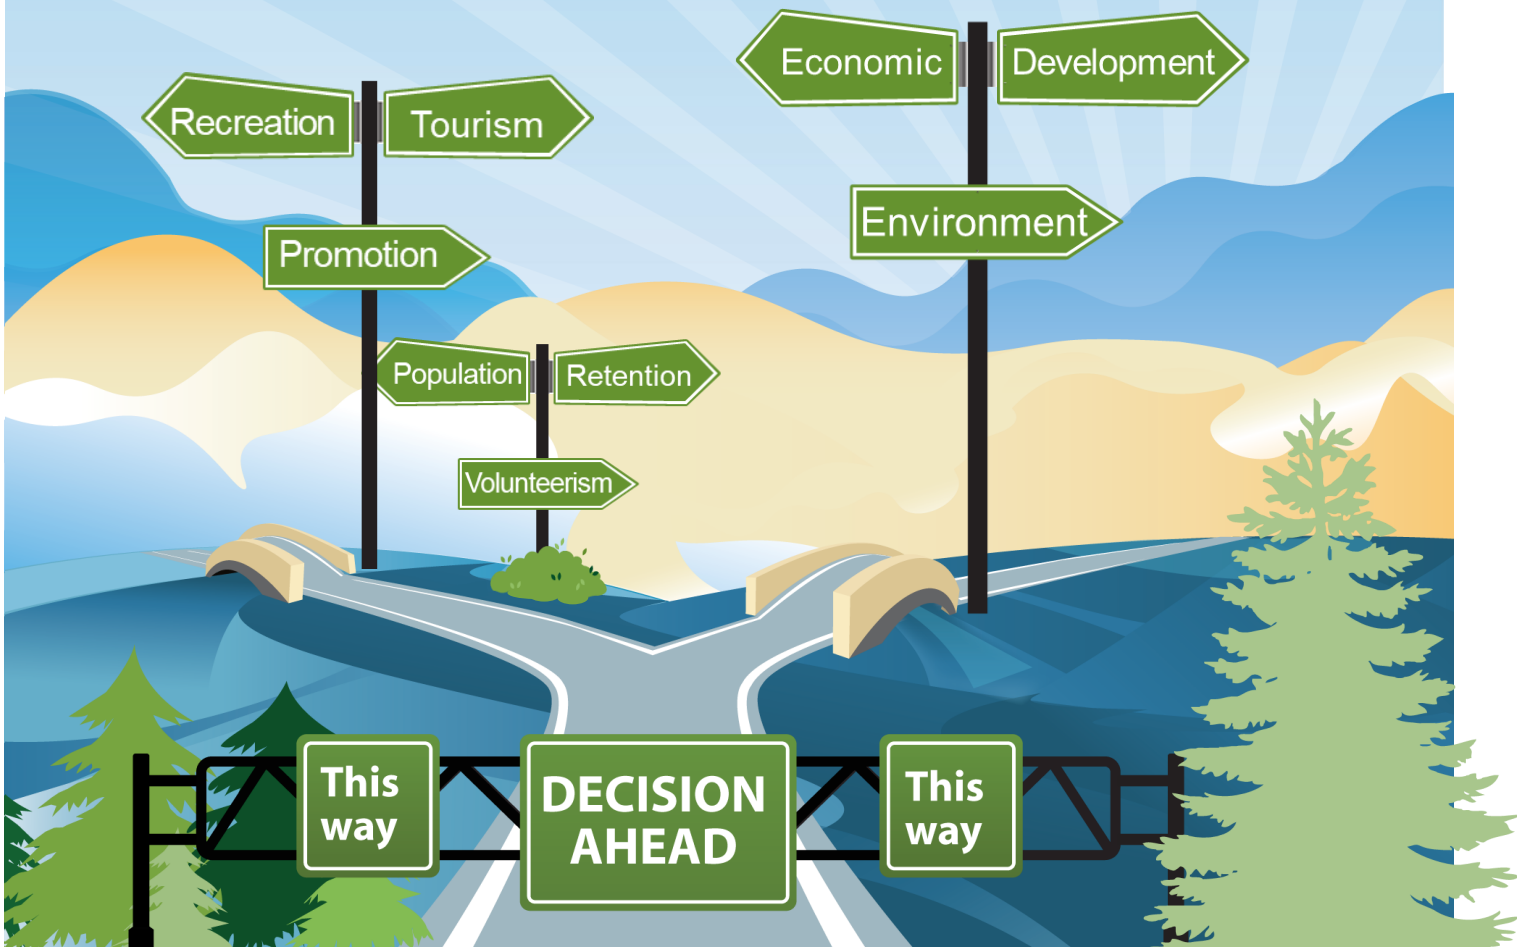 Recreation
Tourism
Promotion
Economic
Development
Environment
Population
Retention
Volunteerism
This
way
DECISION
AHEAD
This
way